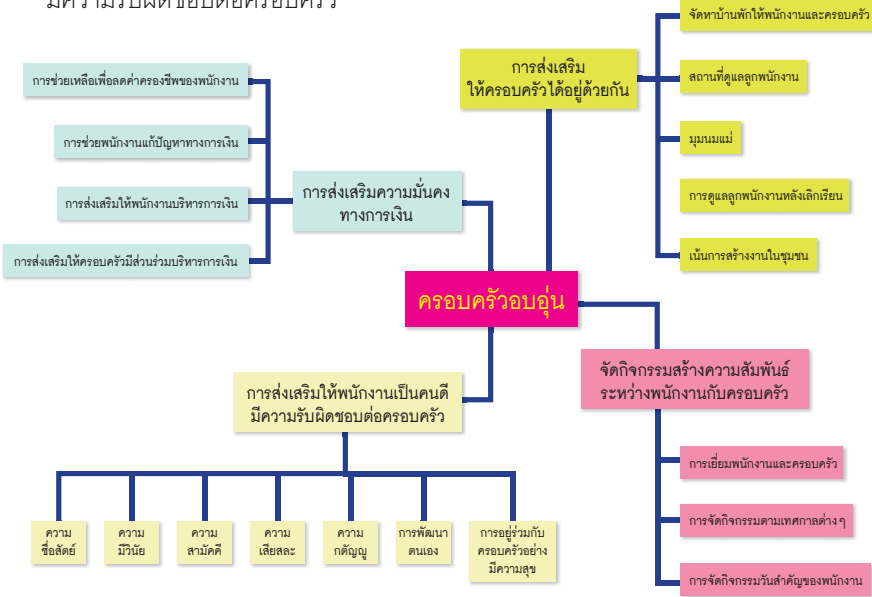 มีความรับผิดชอบต่อครอบครัว
จัดหาบ้านพักให้พนักงานและครอบครัว
การส่งเสริม
ให้ครอบครัวได้อยู่ด้วยกัน
สถานที่ดูแลลูกพนักงาน
มุมนมแม่
การดูแลลูกพนักงานหลังเลิกเรียน
เน้นการสร้างงานในชุมชน
การช่วยเหลือเพื่อลดค่าครองชีพของพนักงาน
การช่วยพนักงานแก้ปัญหาทางการเงิน
การส่งเสริมให้พนักงานบริหารการเงิน
การส่งเสริมให้ครอบครัวมีส่วนร่วมบริหารการเงิน
การส่งเสริมความมั่นคง
ทางการเงิน
ครอบครัวอบอุ่น
จัดกิจกรรมสร้างความสัมพันธ์
ระหว่างพนักงานกับครอบครัว
การเยี่ยมพนักงานและครอบครัว
การจัดกิจกรรมตามเทศกาลต่าง ๆ
การจัดกิจกรรมวันสำคัญของพนักงาน
การส่งเสริมให้พนักงานเป็นคนดี
มีความรับผิดชอบต่อครอบครัว
ความ
ซื่อสัตย์
ความ
มีวินัย
ความ
สามัคคี
ความ
เสียสละ
ความ
กตัญญู
การพัฒนา
ตนเอง
การอยู่ร่วมกับ
ครอบครัวอย่าง
มีความสุข